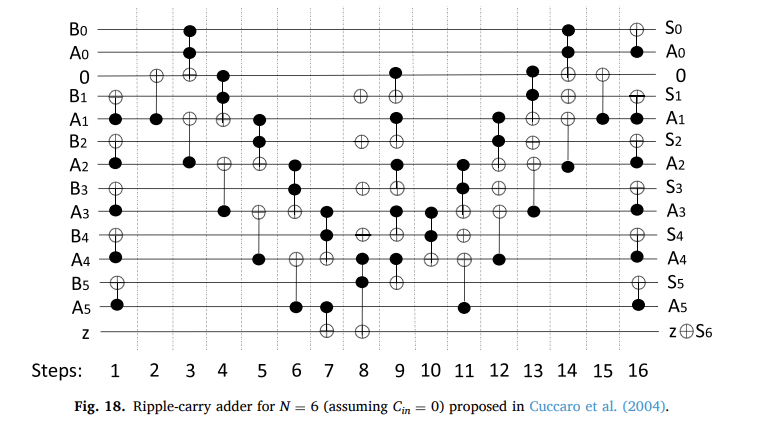 B0 S0
A0 A0
0 0
B1 S1
A1 A1
B2 S2
A2 A2
B3 S3
A3 A3
B4 S4
A4 A4
B5 S5
A5 A5
z z⊕S6
Steps: 1 2 3 4 5 6 7 8 9 10 11 12 13 14 15 16
Fig. 18. Ripple-carry adder for N = 6 (assuming Cin = 0) proposed in Cuccaro et al. (2004).